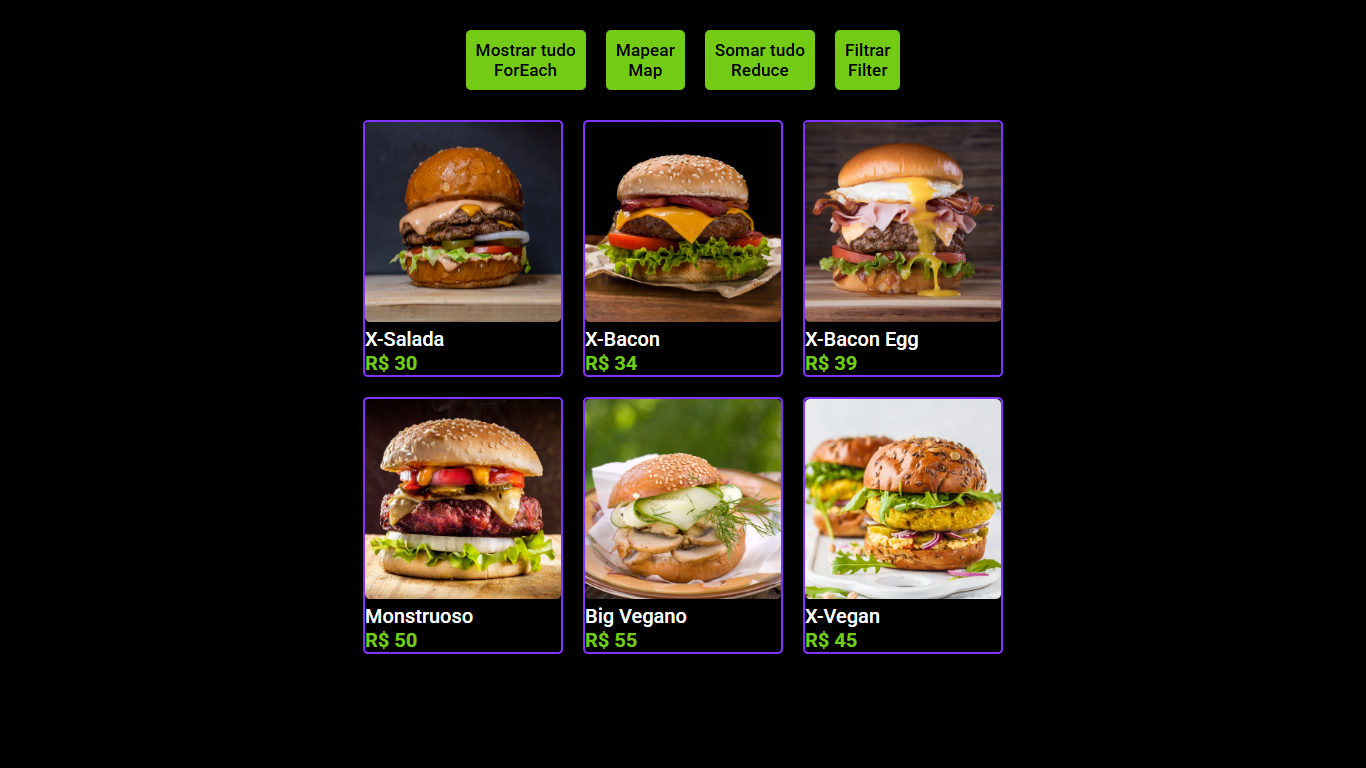 Mostrar tudo
ForEach
Mapear
Map
Somar tudo
Reduce
Filtrar
Filter
X-Salada
R$ 30
X-Bacon
R$ 34
X-Bacon Egg
R$ 39
Monstruoso
R$ 50
Big Vegano
R$ 55
X-Vegan
R$ 45